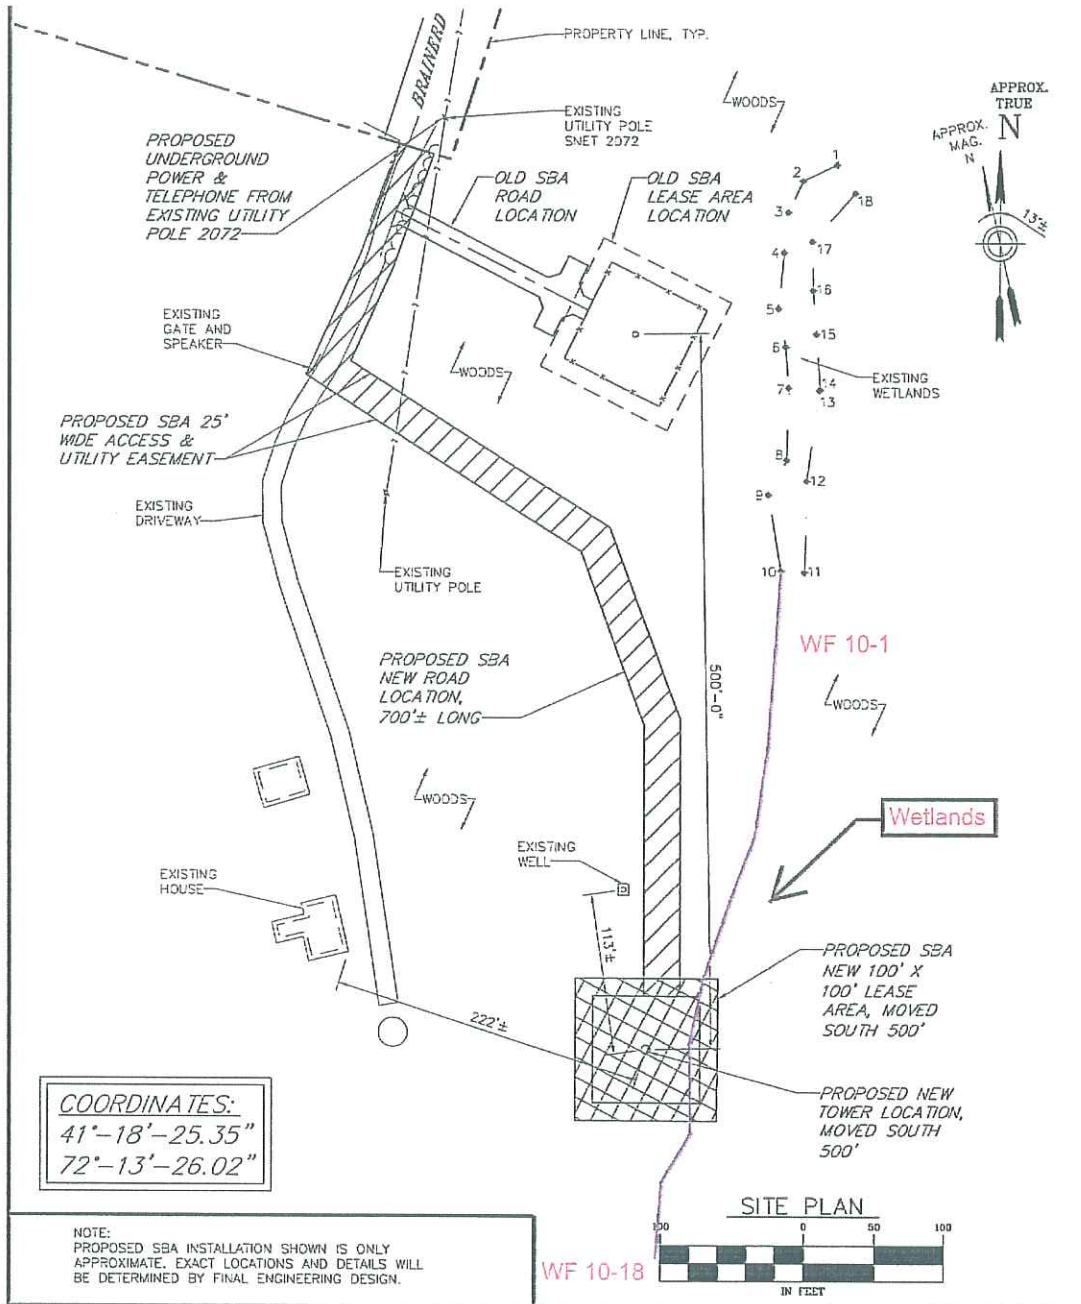 BRAINERD
PROPERTY LINE, TYP.
WOODS
APPROX.
TRUE
N
APPROX.
MAG.
N
13'±
EXISTING
UTILITY POLE
SNET 2072
PROPOSED
UNDERGROUND
POWER &
TELEPHONE FROM
EXISTING UTILITY
POLE 2072
OLD SBA
ROAD
LOCATION
OLD SBA
LEASE AREA
LOCATION
1
2
3
18
4
17
16
5
15
6
EXISTING
WETLANDS
7
14
13
8
12
9
10
11
EXISTING
GATE AND
SPEAKER
WOODS
PROPOSED SBA 25'
WIDE ACCESS &
UTILITY EASEMENT
EXISTING
DRIVEWAY
EXISTING
UTILITY POLE
WF 10-1
PROPOSED SBA
NEW ROAD
LOCATION,
700'± LONG
500'-0"
WOODS
WOODS
Wetlands
EXISTING
WELL
EXISTING
HOUSE
113'±
222'±
PROPOSED SBA
NEW 100' X
100' LEASE
AREA, MOVED
SOUTH 500'
PROPOSED NEW
TOWER LOCATION,
MOVED SOUTH
500'
COORDINATES:
41°-18'-25.35"
72°-13'-26.02"
SITE PLAN
100 0 50 100
IN FEET
WF 10-18
NOTE:
PROPOSED SBA INSTALLATION SHOWN IS ONLY
APPROXIMATE. EXACT LOCATIONS AND DETAILS WILL
BE DETERMINED BY FINAL ENGINEERING DESIGN.